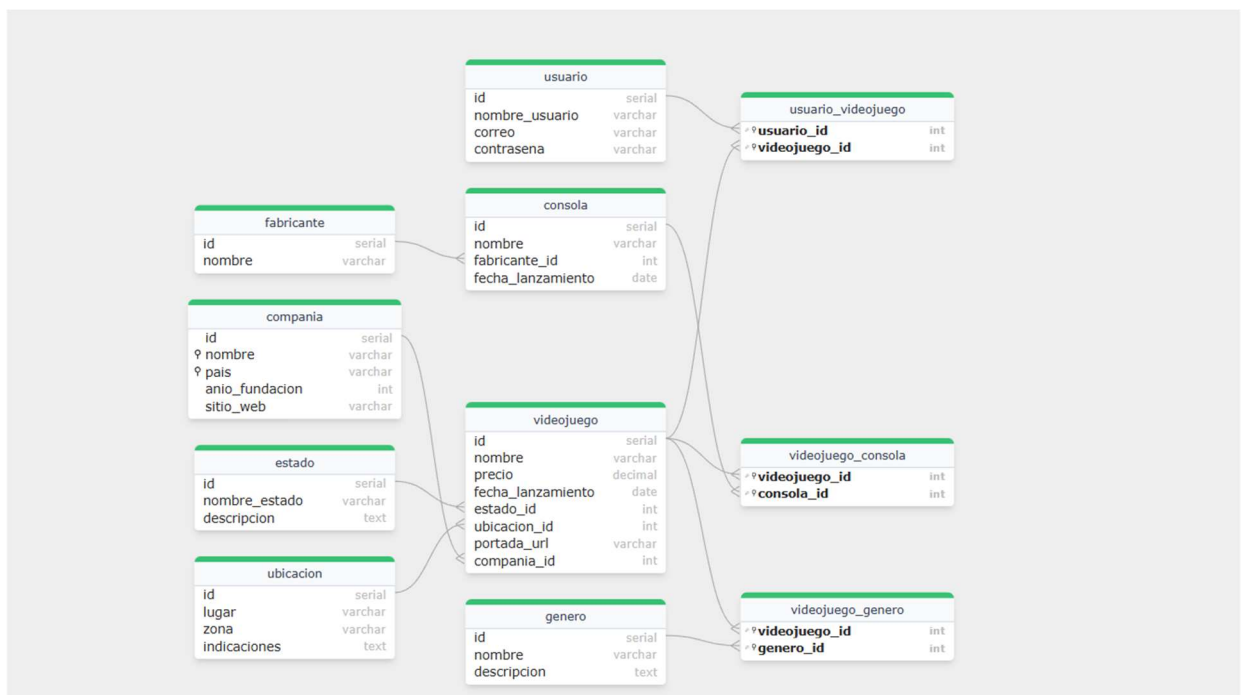 usuario
id serial
nombre_usuario varchar
correo varchar
contrasena varchar
usuario_videojuego
usuario_id int
videojuego_id int
fabricante
id serial
nombre varchar
consola
id serial
nombre varchar
fabricante_id int
fecha_lanzamiento date
compania
id serial
nombre varchar
pais varchar
anio_fundacion int
sitio_web varchar
estado
id serial
nombre_estado varchar
descripcion text
videojuego
id serial
nombre varchar
precio decimal
fecha_lanzamiento date
estado_id int
ubicacion_id int
portada_url varchar
compania_id int
videojuego_consola
videojuego_id int
consola_id int
ubicacion
id serial
lugar varchar
zona varchar
indicaciones text
genero
id serial
nombre varchar
descripcion text
videojuego_genero
videojuego_id int
genero_id int